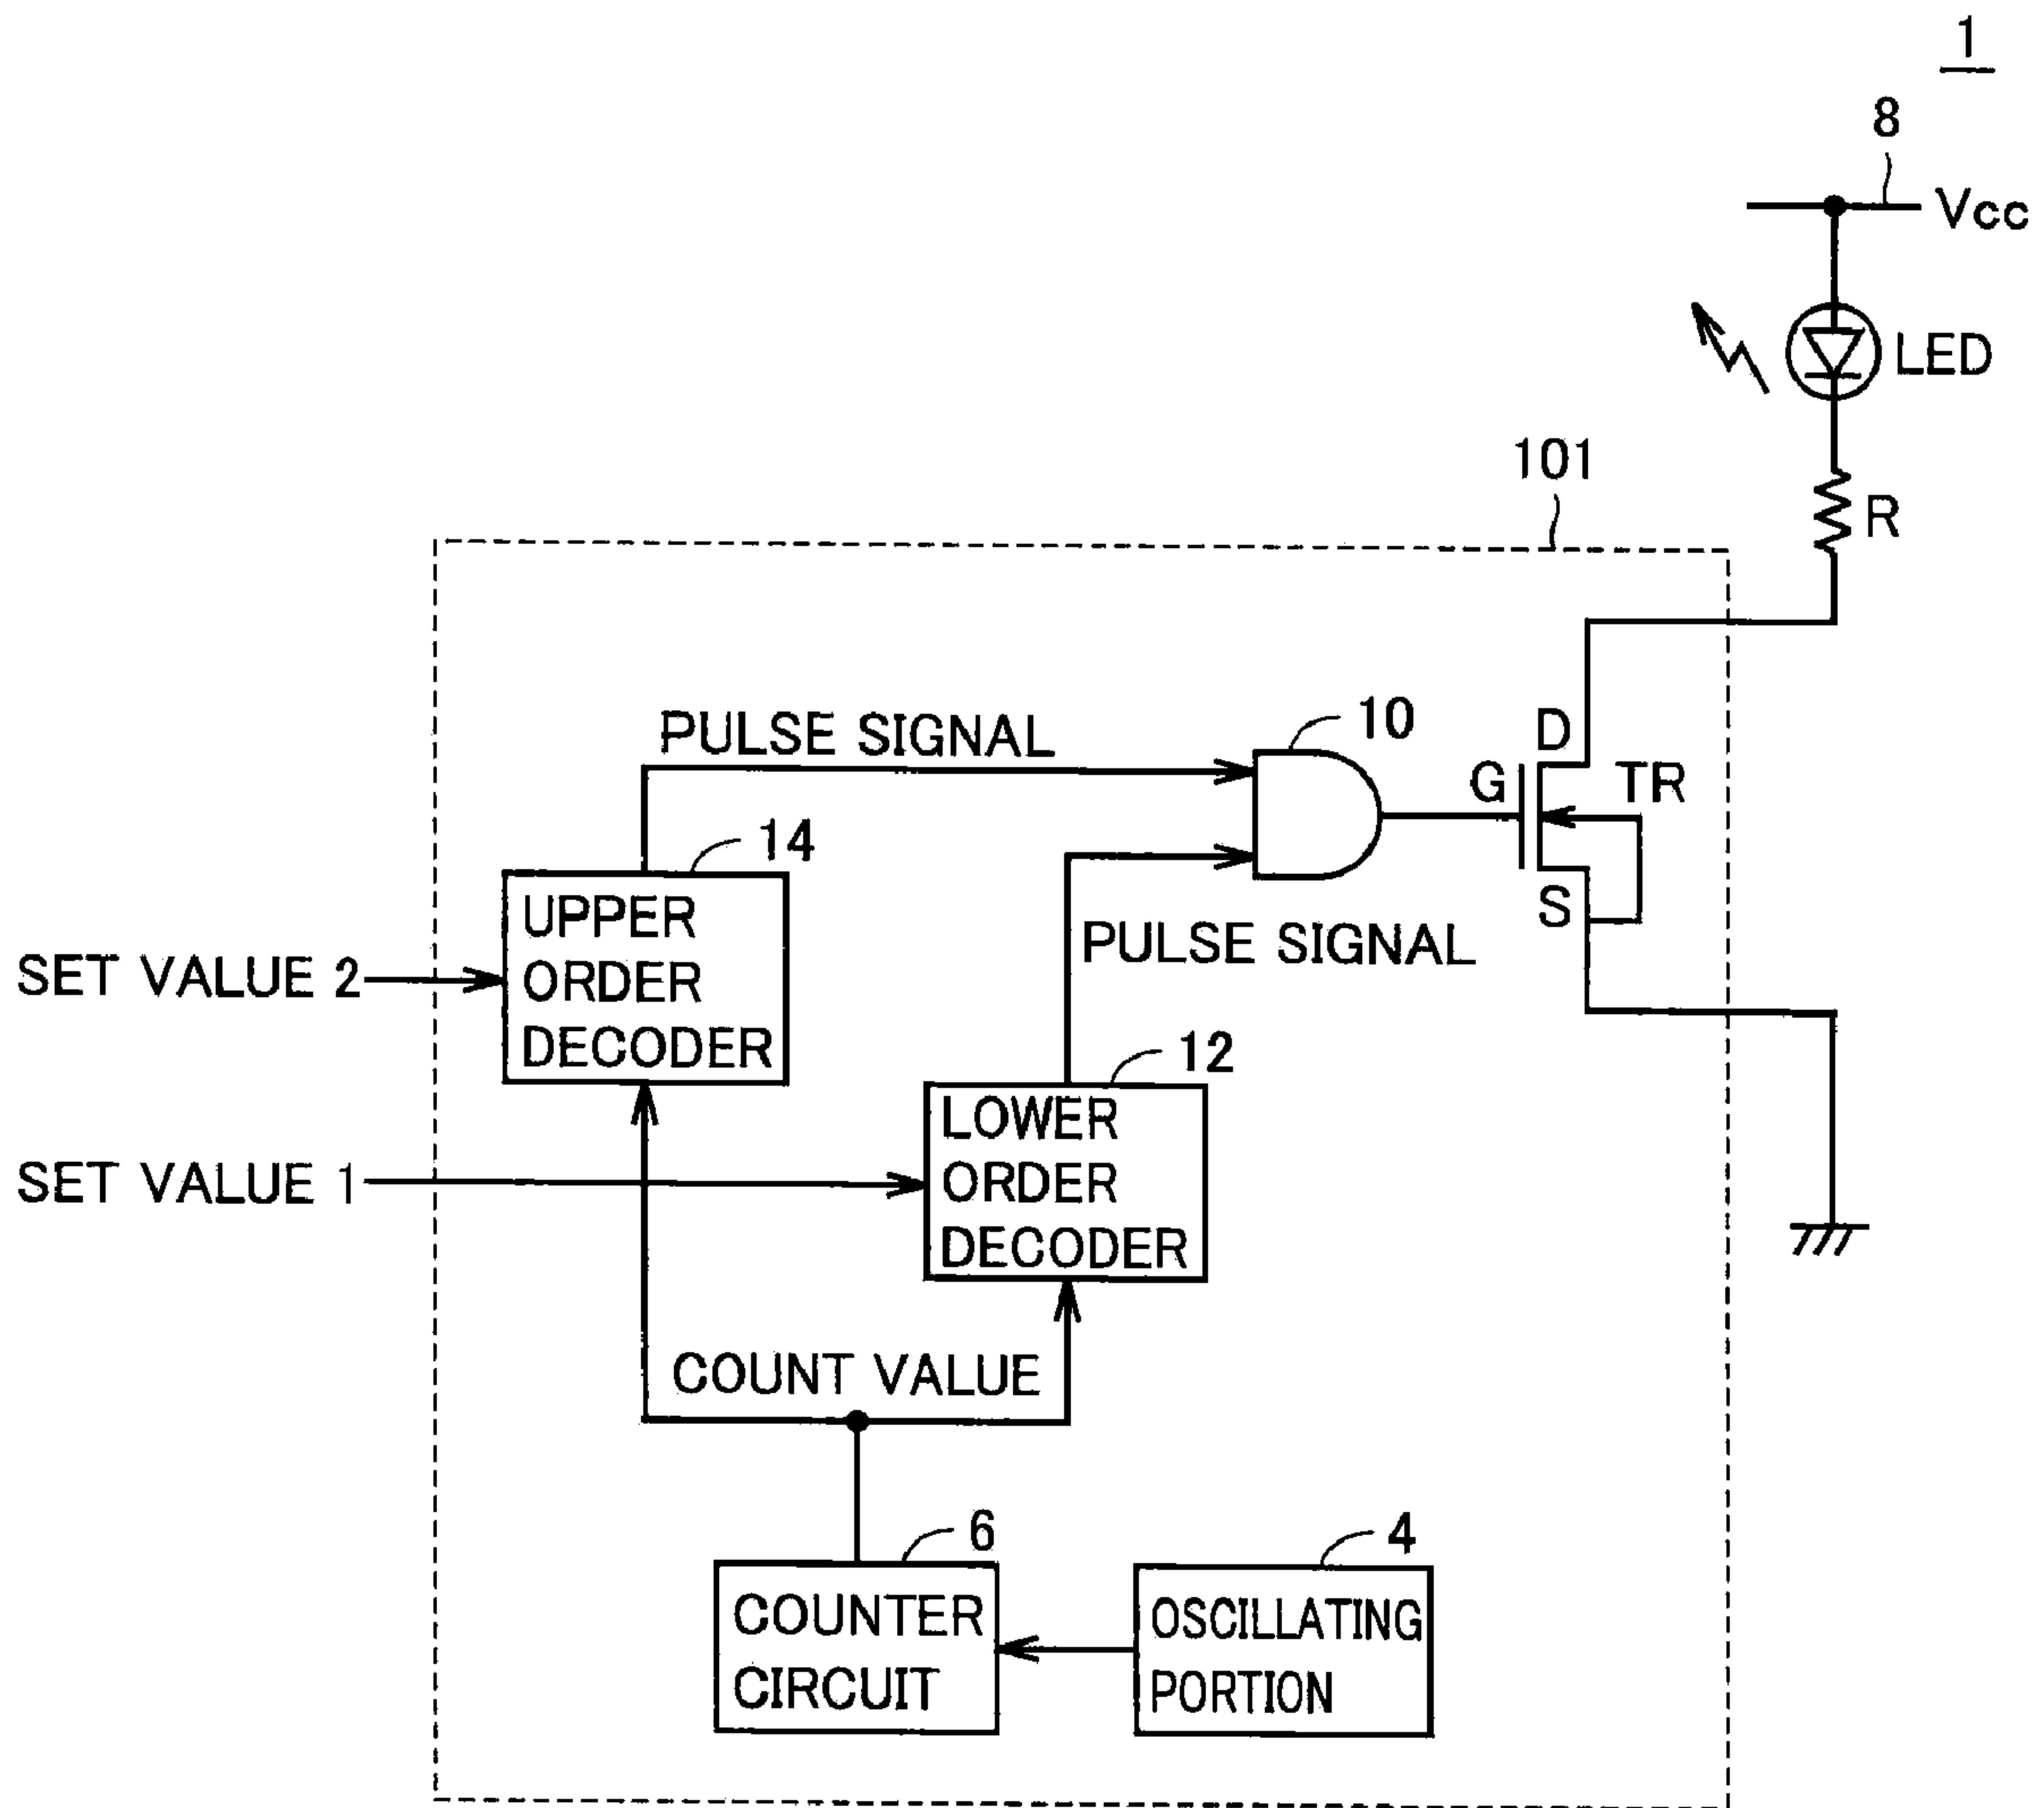 1
8
Vcc
LED
101
R
PULSE SIGNAL
10
D
G
TR
14
S
UPPER
ORDER
DECODER
PULSE SIGNAL
SET VALUE 2
12
LOWER
ORDER
DECODER
SET VALUE 1
COUNT VALUE
6
4
COUNTER
CIRCUIT
OSCILLATING
PORTION